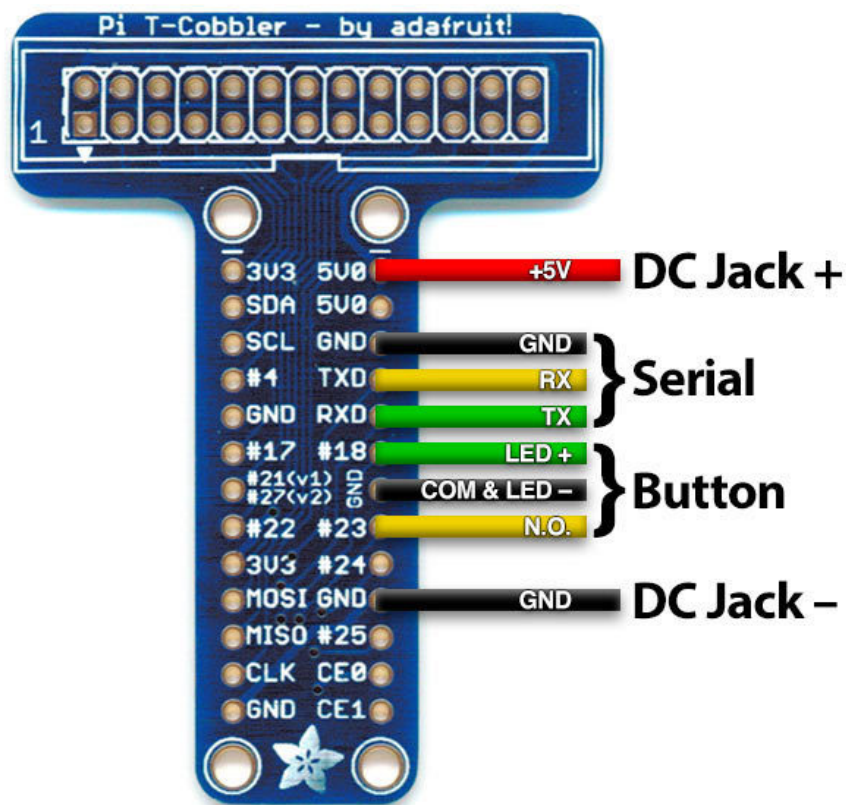 Pi T-Cobbler - by adafruit!
1
3V3 5V0 +5V DC Jack +
SDA 5V0
SCL GND GND
#4 TXD RX Serial
GND RXD TX
#17 #18 LED +
#21(v1)
#27(v2) GND COM & LED – Button
#22 #23 N.O.
3V3 #24
MOSI GND GND DC Jack –
MISO #25
CLK CE0
GND CE1